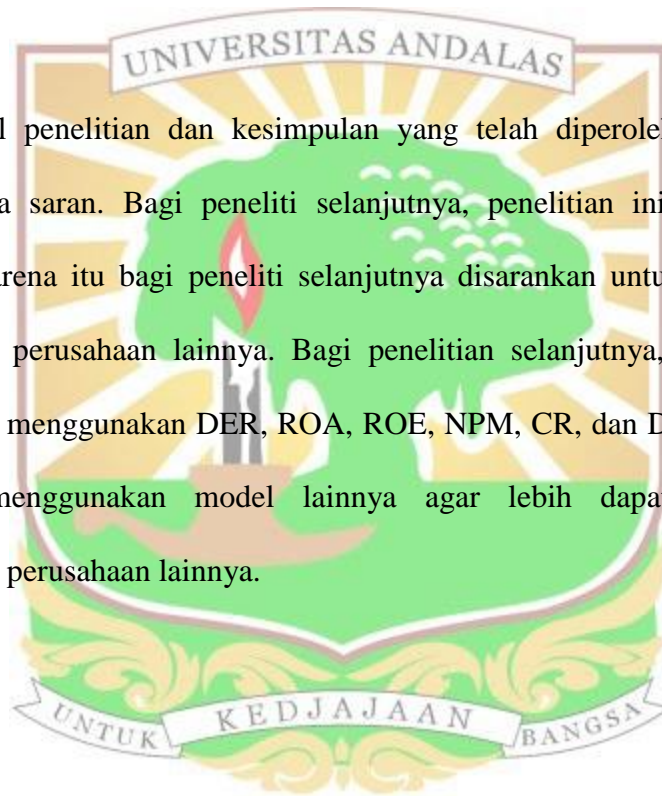 UNIVERSITAS ANDALAS
penelitian dan kesimpulan yang telah diperoleh
saran. Bagi peneliti selanjutnya, penelitian ini
arena itu bagi peneliti selanjutnya disarankan untu
perusahaan lainnya. Bagi penelitian selanjutnya,
menggunakan DER, ROA, ROE, NPM, CR, dan D
menggunakan model lainnya agar lebih dapa
perusahaan lainnya.
UNTUK KEDJAJAAN BANGSA